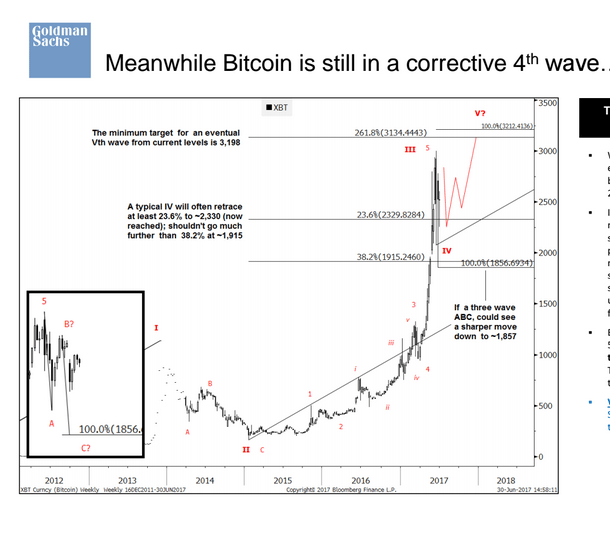 Goldman
Sachs
Meanwhile Bitcoin is still in a corrective 4th wave..
XBT
3500
V?
100.0%(3212.4136)
The minimum target for an eventual
Vth wave from current levels is 3,198
261.8%(3134.4443)
III
5
3000
2500
A typical IV will often retrace
at least 23.6% to ~2,330 (now
reached); shouldn't go much
further than 38.2% at ~1,915
23.6%(2329.8284)
IV
38.2%(1915.2460)
100.0%(1856.6934)
2000
If a three wave
ABC, could see
a sharper move
down to ~1,857
1500
5
B?
A
100.0%(1856.
C?
I
3
v
iii
1000
i
iv
4
B
1
ii
500
A
2
II
C
0
2012
2013
2014
2015
2016
2017
2018
XBT Curncy (Bitcoin) Weekly Weekly 16DEC2011-30JUN2017
Copyright© 2017 Bloomberg Finance L.P.
30-Jun-2017 14:58:11
T